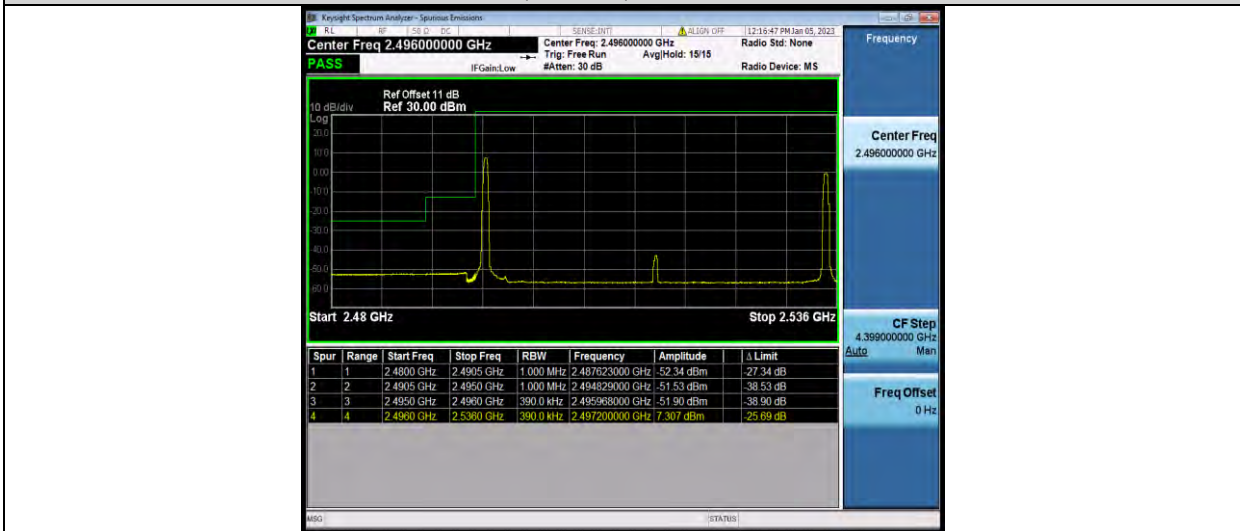 Keysight Spectrum Analyzer - Spurious Emissions
RL RF 50 Ω DC SENSE:INT ALIGN OFF 12:16:47 PM Jan 05, 2023
Center Freq 2.496000000 GHz
Center Freq: 2.496000000 GHz Radio Std: None
Trig: Free Run Avg|Hold: 15/15
PASS IFGain:Low #Atten: 30 dB Radio Device: MS
Ref Offset 11 dB
10 dB/div Ref 30.00 dBm
Log
20.0
10.0
0.00
-10.0
-20.0
-30.0
-40.0
-50.0
-60.0
Start 2.48 GHz Stop 2.536 GHz
Spur Range Start Freq Stop Freq RBW Frequency Amplitude Δ Limit
1 1 2.4800 GHz 2.4905 GHz 1.000 MHz 2.487623000 GHz -52.34 dBm -27.34 dB
2 2 2.4905 GHz 2.4950 GHz 1.000 MHz 2.494829000 GHz -51.53 dBm -38.53 dB
3 3 2.4950 GHz 2.4960 GHz 390.0 kHz 2.495968000 GHz -51.90 dBm -38.90 dB
4 4 2.4960 GHz 2.5360 GHz 390.0 kHz 2.497200000 GHz 7.307 dBm -25.69 dB
MSG STATUS
Frequency
Center Freq
2.496000000 GHz
CF Step
4.399000000 GHz
Auto Man
Freq Offset
0 Hz